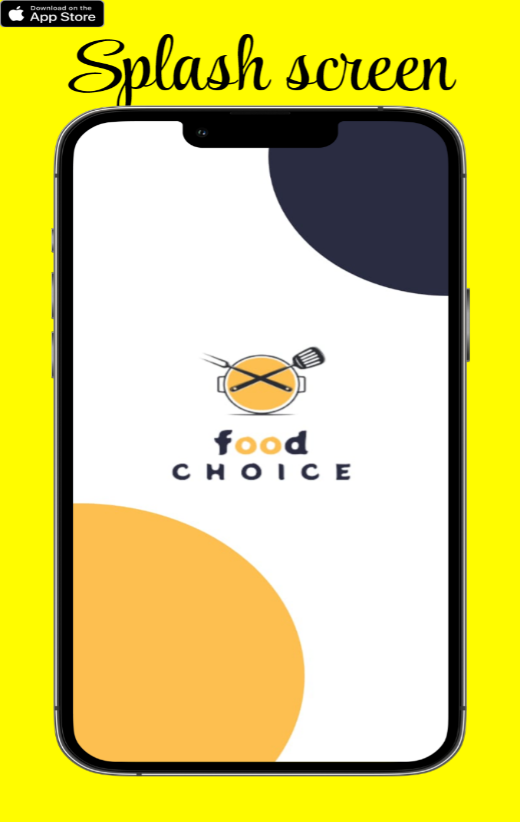 Download on the
App Store
Splash screen
food
CHOICE